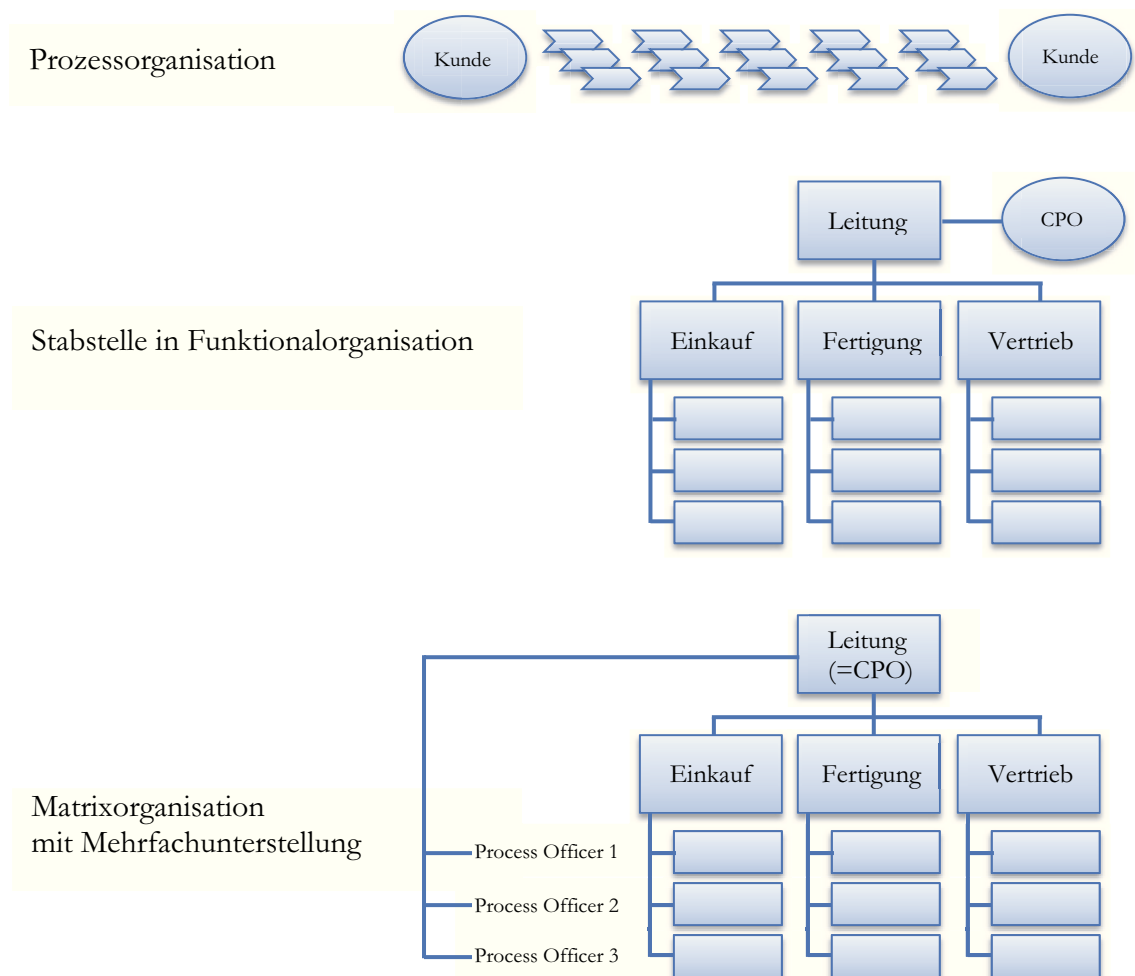 Prozessorganisation
Kunde
Kunde
Leitung
CPO
Stabstelle in Funktionalorganisation
Einkauf
Fertigung
Vertrieb
Leitung
(=CPO)
Einkauf
Fertigung
Vertrieb
Matrixorganisation
mit Mehrfachunterstellung
Process Officer 1
Process Officer 2
Process Officer 3